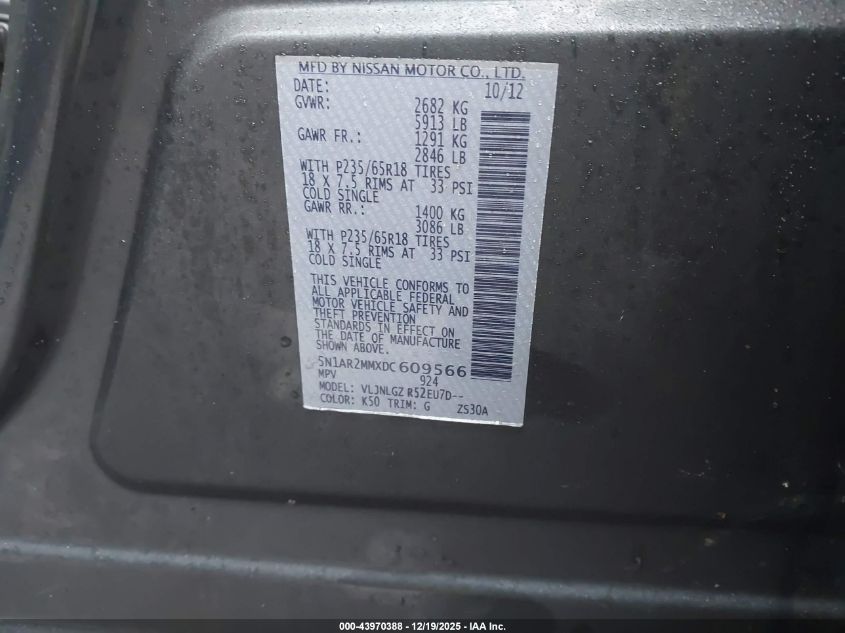 MFD BY NISSAN MOTOR CO., LTD.
DATE: 10/12
GVWR: 2682 KG
5913 LB
GAWR FR.: 1291 KG
2846 LB
WITH P235/65R18 TIRES
18 X 7.5 RIMS AT 33 PSI
COLD SINGLE
GAWR RR.: 1400 KG
3086 LB
WITH P235/65R18 TIRES
18 X 7.5 RIMS AT 33 PSI
COLD SINGLE
THIS VEHICLE CONFORMS TO
ALL APPLICABLE FEDERAL
MOTOR VEHICLE SAFETY AND
THEFT PREVENTION
STANDARDS IN EFFECT ON
THE DATE OF MANUFACTURE
SHOWN ABOVE.
5N1AR2MMXDC609566
MPV 924
MODEL: VLJNLGZ R52EU7D--
COLOR: K50 TRIM: G ZS30A
000-43970388 - 12/19/2025 - IAA Inc.